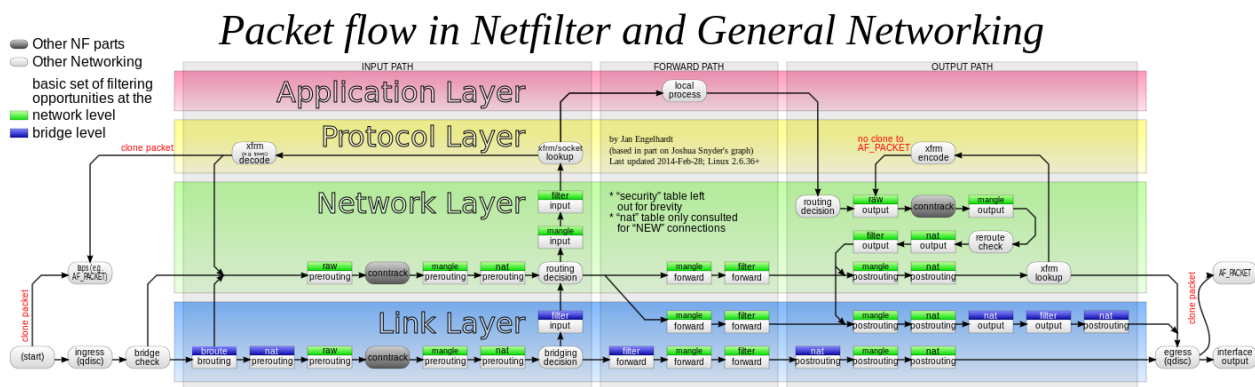 Packet flow in Netfilter and General Networking
Other NF parts
Other Networking
basic set of filtering
opportunities at the
network level
bridge level
INPUT PATH
FORWARD PATH
OUTPUT PATH
Application Layer
local
process
Protocol Layer
clone packet
xfrm
decode
xfrm/socket
lookup
by Jan Engelhardt
(based in part on Joshua Snyder's graph)
Last updated 2014-Feb-28; Linux 2.6.36+
no clone to
AF_PACKET
xfrm
encode
Network Layer
filter
input
* “security” table left
out for brevity
* “nat” table only consulted
for “NEW” connections
routing
decision
raw
output
conntrack
mangle
output
mangle
input
filter
output
nat
output
reroute
check
taps (e.g.
AF_PACKET)
raw
prerouting
conntrack
mangle
prerouting
nat
prerouting
routing
decision
mangle
forward
filter
forward
mangle
postrouting
nat
postrouting
xfrm
lookup
clone packet
AF_PACKET
clone packet
Link Layer
filter
input
mangle
forward
filter
forward
mangle
postrouting
nat
postrouting
nat
output
filter
output
nat
postrouting
(start)
ingress
(qdisc)
bridge
check
broute
brouting
nat
prerouting
raw
prerouting
conntrack
mangle
prerouting
nat
prerouting
bridging
decision
filter
forward
mangle
forward
filter
forward
nat
postrouting
mangle
postrouting
nat
postrouting
egress
(qdisc)
interface
output